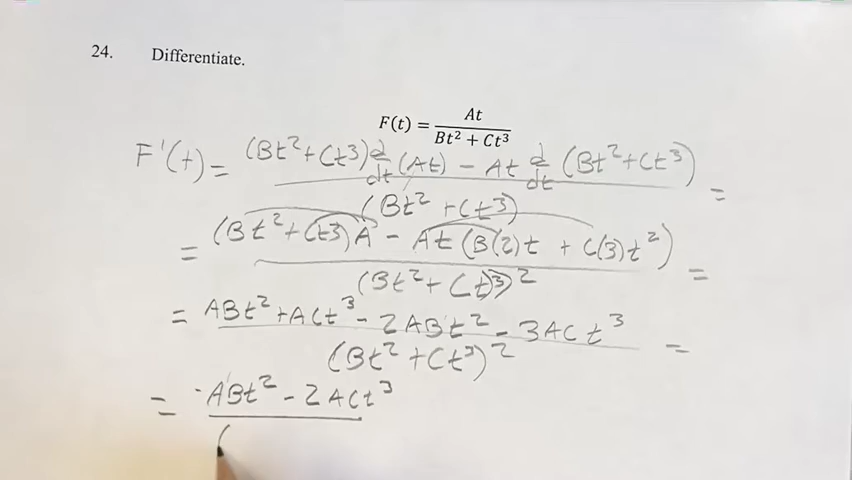 24. Differentiate.
F(t) = At / (Bt² + Ct³)
F'(t) = ((Bt²+Ct³) d/dt (At) - At d/dt (Bt²+Ct³)) / (Bt² + Ct³) =
= ((Bt²+Ct3) A - At (B(2)t + C(3)t²)) / (Bt² + Ct³)² =
= (ABt² + ACt³ - 2ABt² - 3ACt³) / (Bt² + Ct³)² =
= (-ABt² - 2ACt³) / (